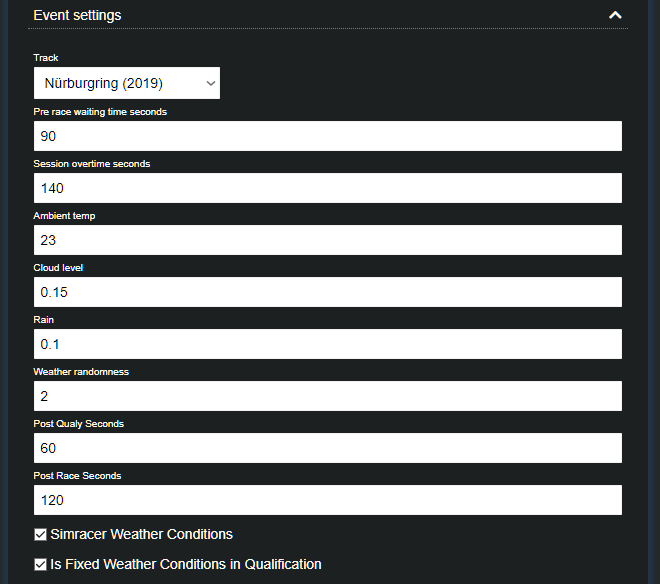 Event settings
Track
Nürburgring (2019)
Pre race waiting time seconds
90
Session overtime seconds
140
Ambient temp
23
Cloud level
0.15
Rain
0.1
Weather randomness
2
Post Qualy Seconds
60
Post Race Seconds
120
Simracer Weather Conditions
Is Fixed Weather Conditions in Qualification